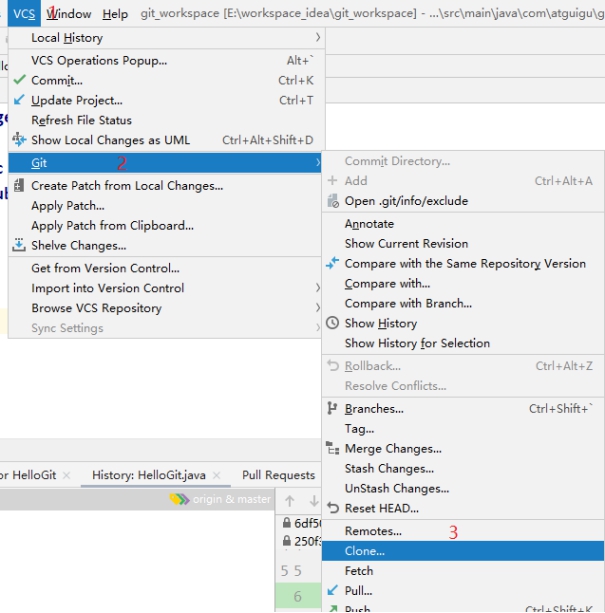 VCS 1 Window Help git_workspace [E:\workspace_idea\git_workspace] - ...\src\main\java\com\atguigu\g
Local History
VCS Operations Popup... Alt+`
Commit... Ctrl+K
Update Project... Ctrl+T
Refresh File Status
Show Local Changes as UML Ctrl+Alt+Shift+D
Git 2
Create Patch from Local Changes...
Apply Patch...
Apply Patch from Clipboard...
Shelve Changes...
Get from Version Control...
Import into Version Control
Browse VCS Repository
Sync Settings
Commit Directory...
Add Ctrl+Alt+A
Open .git/info/exclude
Annotate
Show Current Revision
Compare with the Same Repository Version
Compare with...
Compare with Branch...
Show History
Show History for Selection
Rollback... Ctrl+Alt+Z
Resolve Conflicts...
Branches... Ctrl+Shift+`
Tag...
Merge Changes...
Stash Changes...
UnStash Changes...
Reset HEAD...
Remotes... 3
Clone...
Fetch
Pull...
Push... Ctrl+Shift+K
or HelloGit History: HelloGit.java Pull Requests
origin & master
6df50
250f3
5 5
6